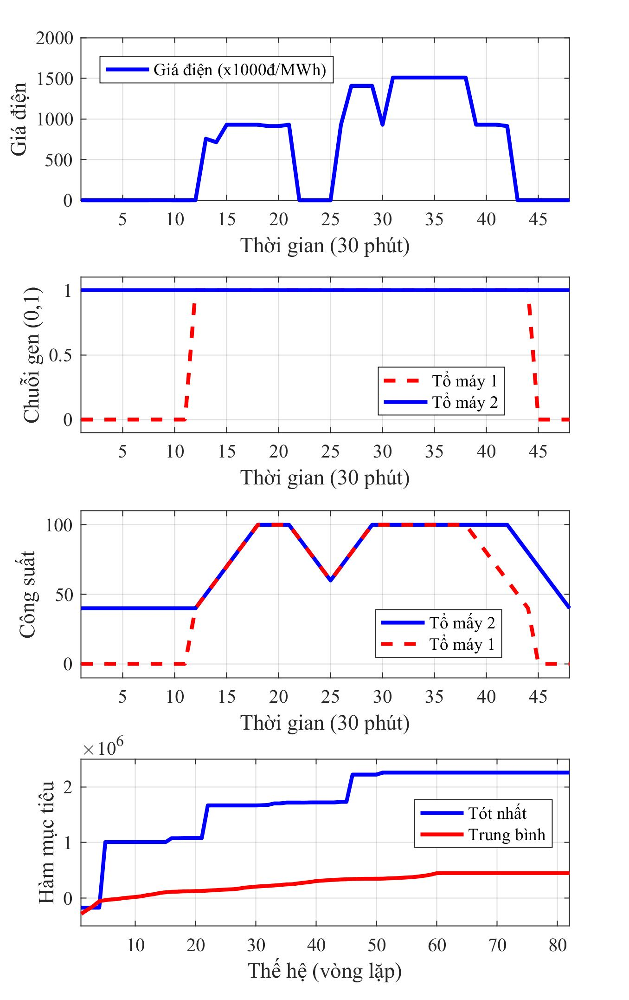 2000
1500
1000
500
0
Giá điện
Giá điện (x1000đ/MWh)
5 10 15 20 25 30 35 40 45
Thời gian (30 phút)
1
0.5
0
Chuỗi gen (0,1)
Tổ máy 1
Tổ máy 2
5 10 15 20 25 30 35 40 45
Thời gian (30 phút)
100
50
0
Công suất
Tổ mấy 2
Tổ máy 1
5 10 15 20 25 30 35 40 45
Thời gian (30 phút)
×10⁶
2
1
0
Hàm mục tiêu
Tót nhất
Trung bình
10 20 30 40 50 60 70 80
Thế hệ (vòng lặp)